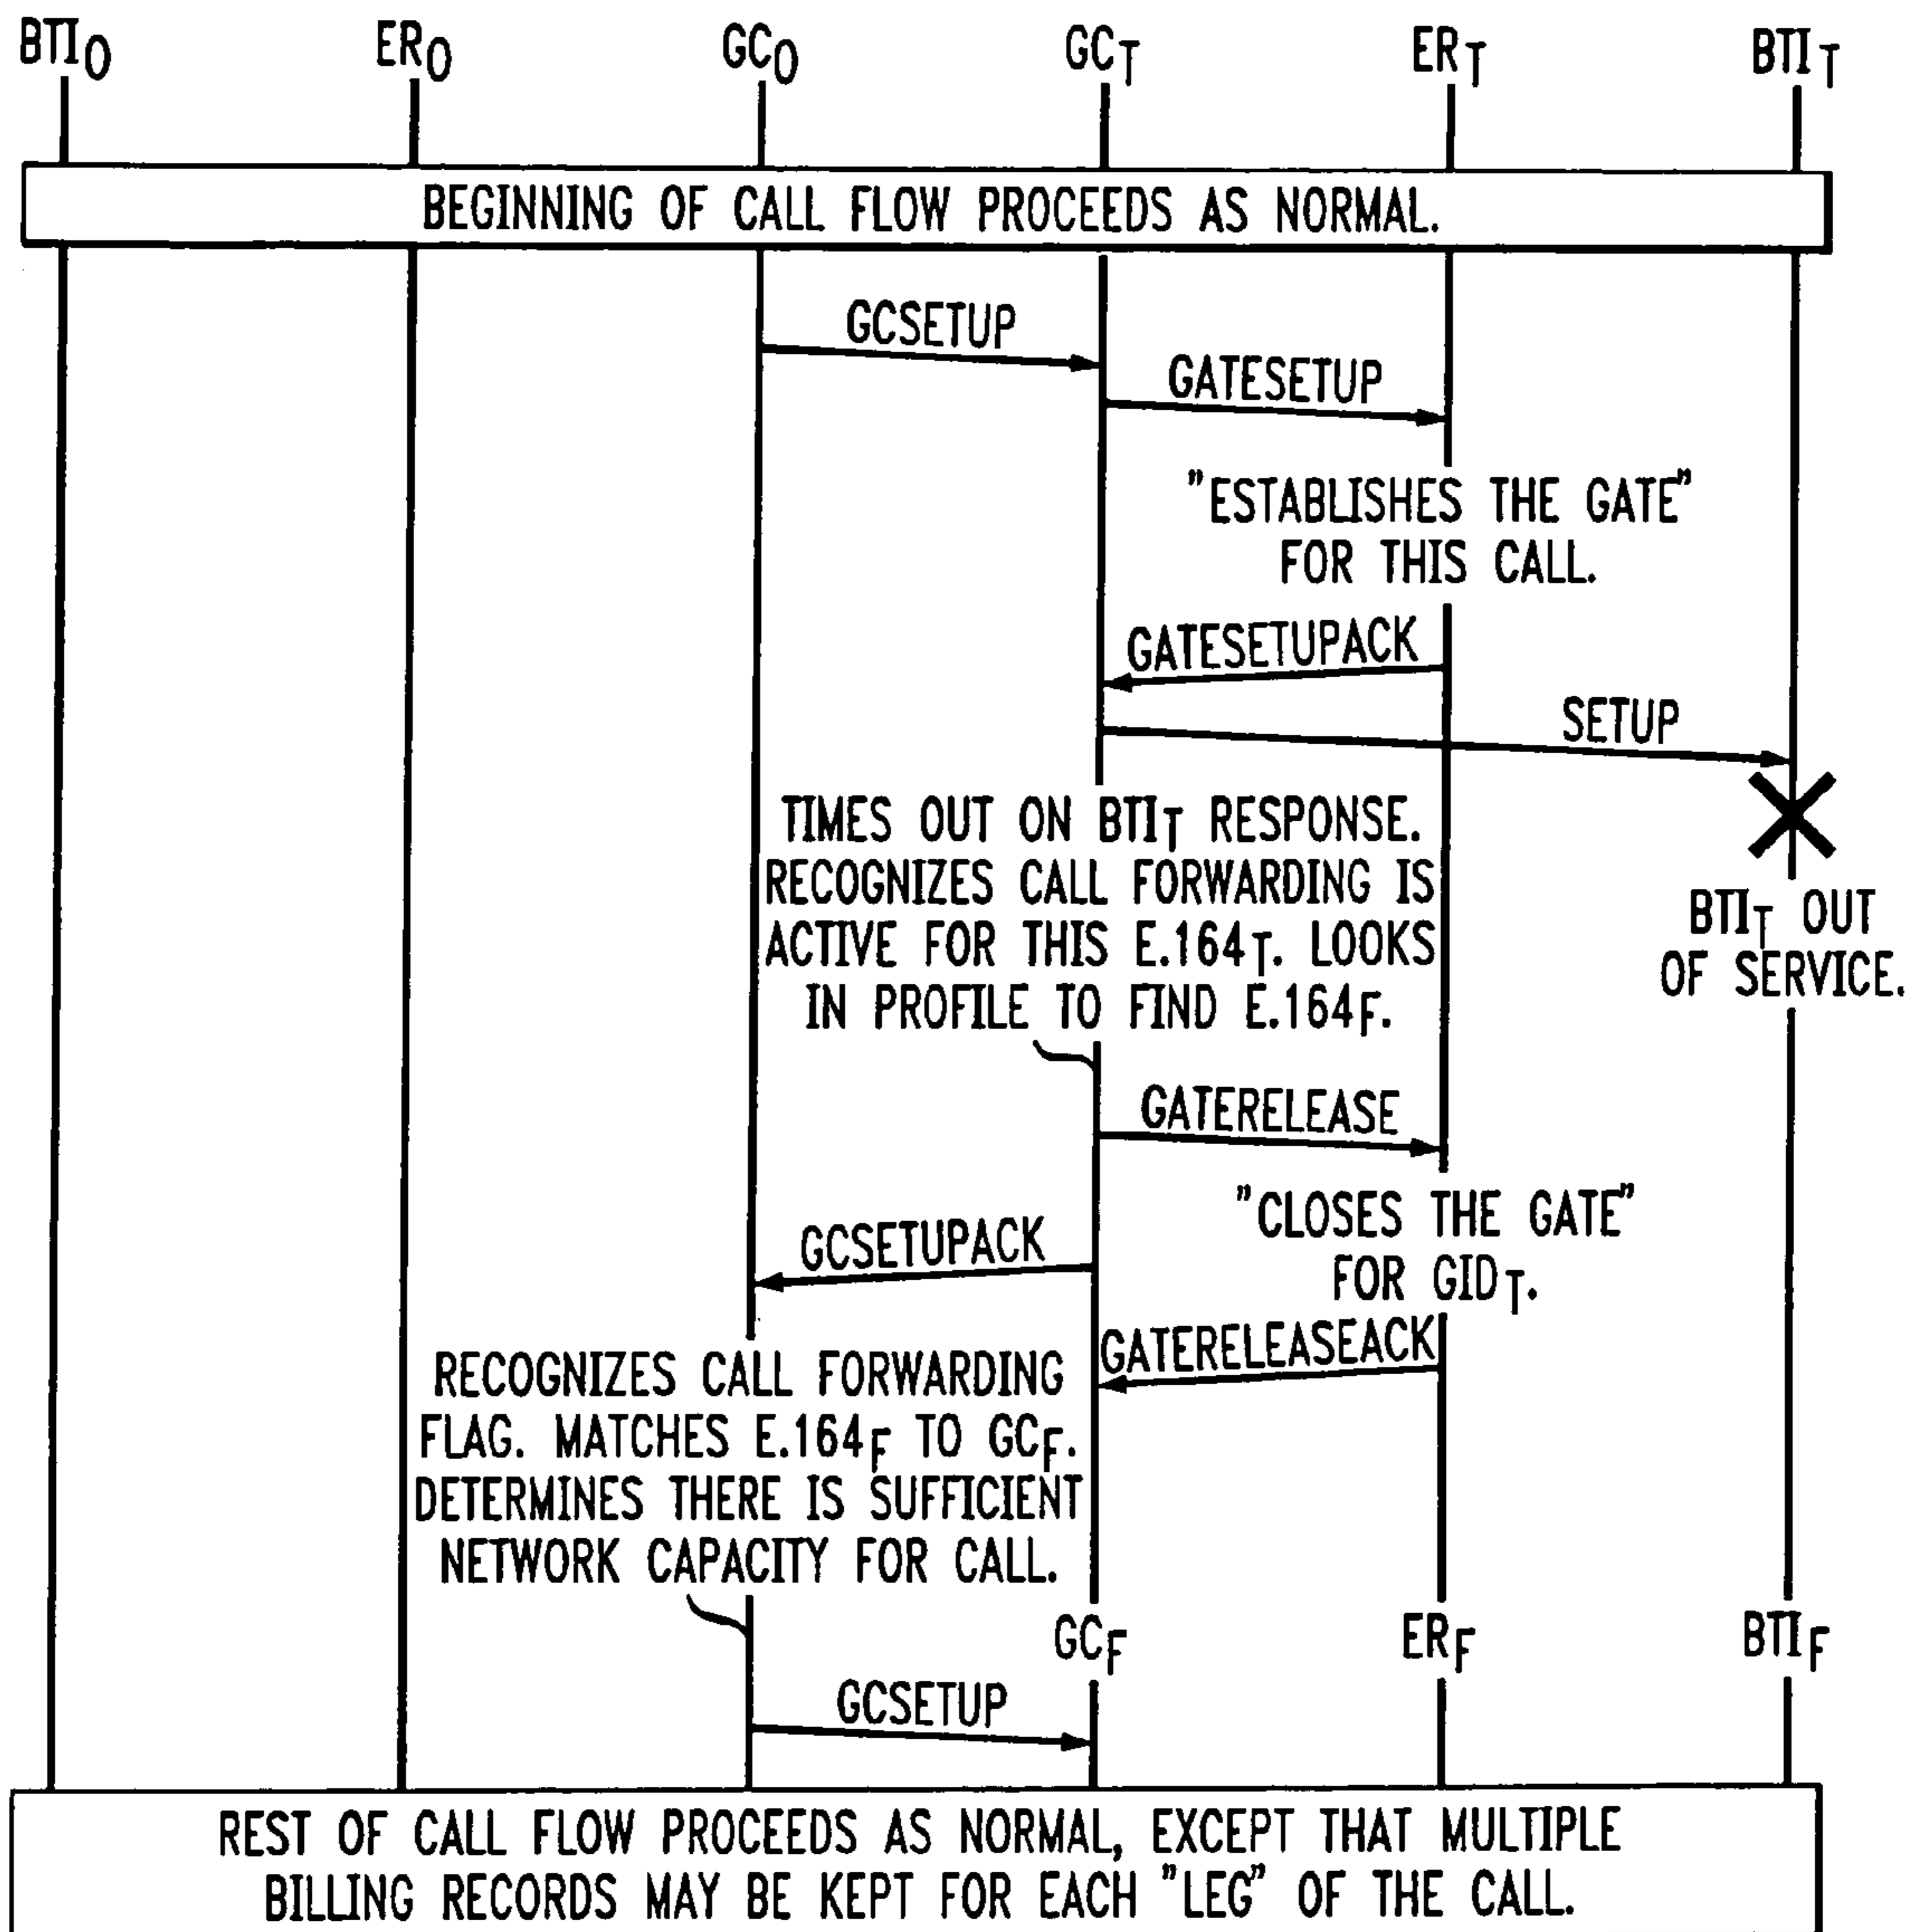 BTIO ERO GCO GCT ERT BTIT
BEGINNING OF CALL FLOW PROCEEDS AS NORMAL.
GCSETUP
GATESETUP
"ESTABLISHES THE GATE"
FOR THIS CALL.
GATESETUPACK
SETUP
TIMES OUT ON BTIT RESPONSE.
RECOGNIZES CALL FORWARDING IS
ACTIVE FOR THIS E.164T. LOOKS
IN PROFILE TO FIND E.164F.
BTIT OUT
OF SERVICE.
GATERELEASE
"CLOSES THE GATE"
FOR GIDT.
GCSETUPACK
GATERELEASEACK
RECOGNIZES CALL FORWARDING
FLAG. MATCHES E.164F TO GCF.
DETERMINES THERE IS SUFFICIENT
NETWORK CAPACITY FOR CALL.
GCF ERF BTIF
GCSETUP
REST OF CALL FLOW PROCEEDS AS NORMAL, EXCEPT THAT MULTIPLE
BILLING RECORDS MAY BE KEPT FOR EACH "LEG" OF THE CALL.